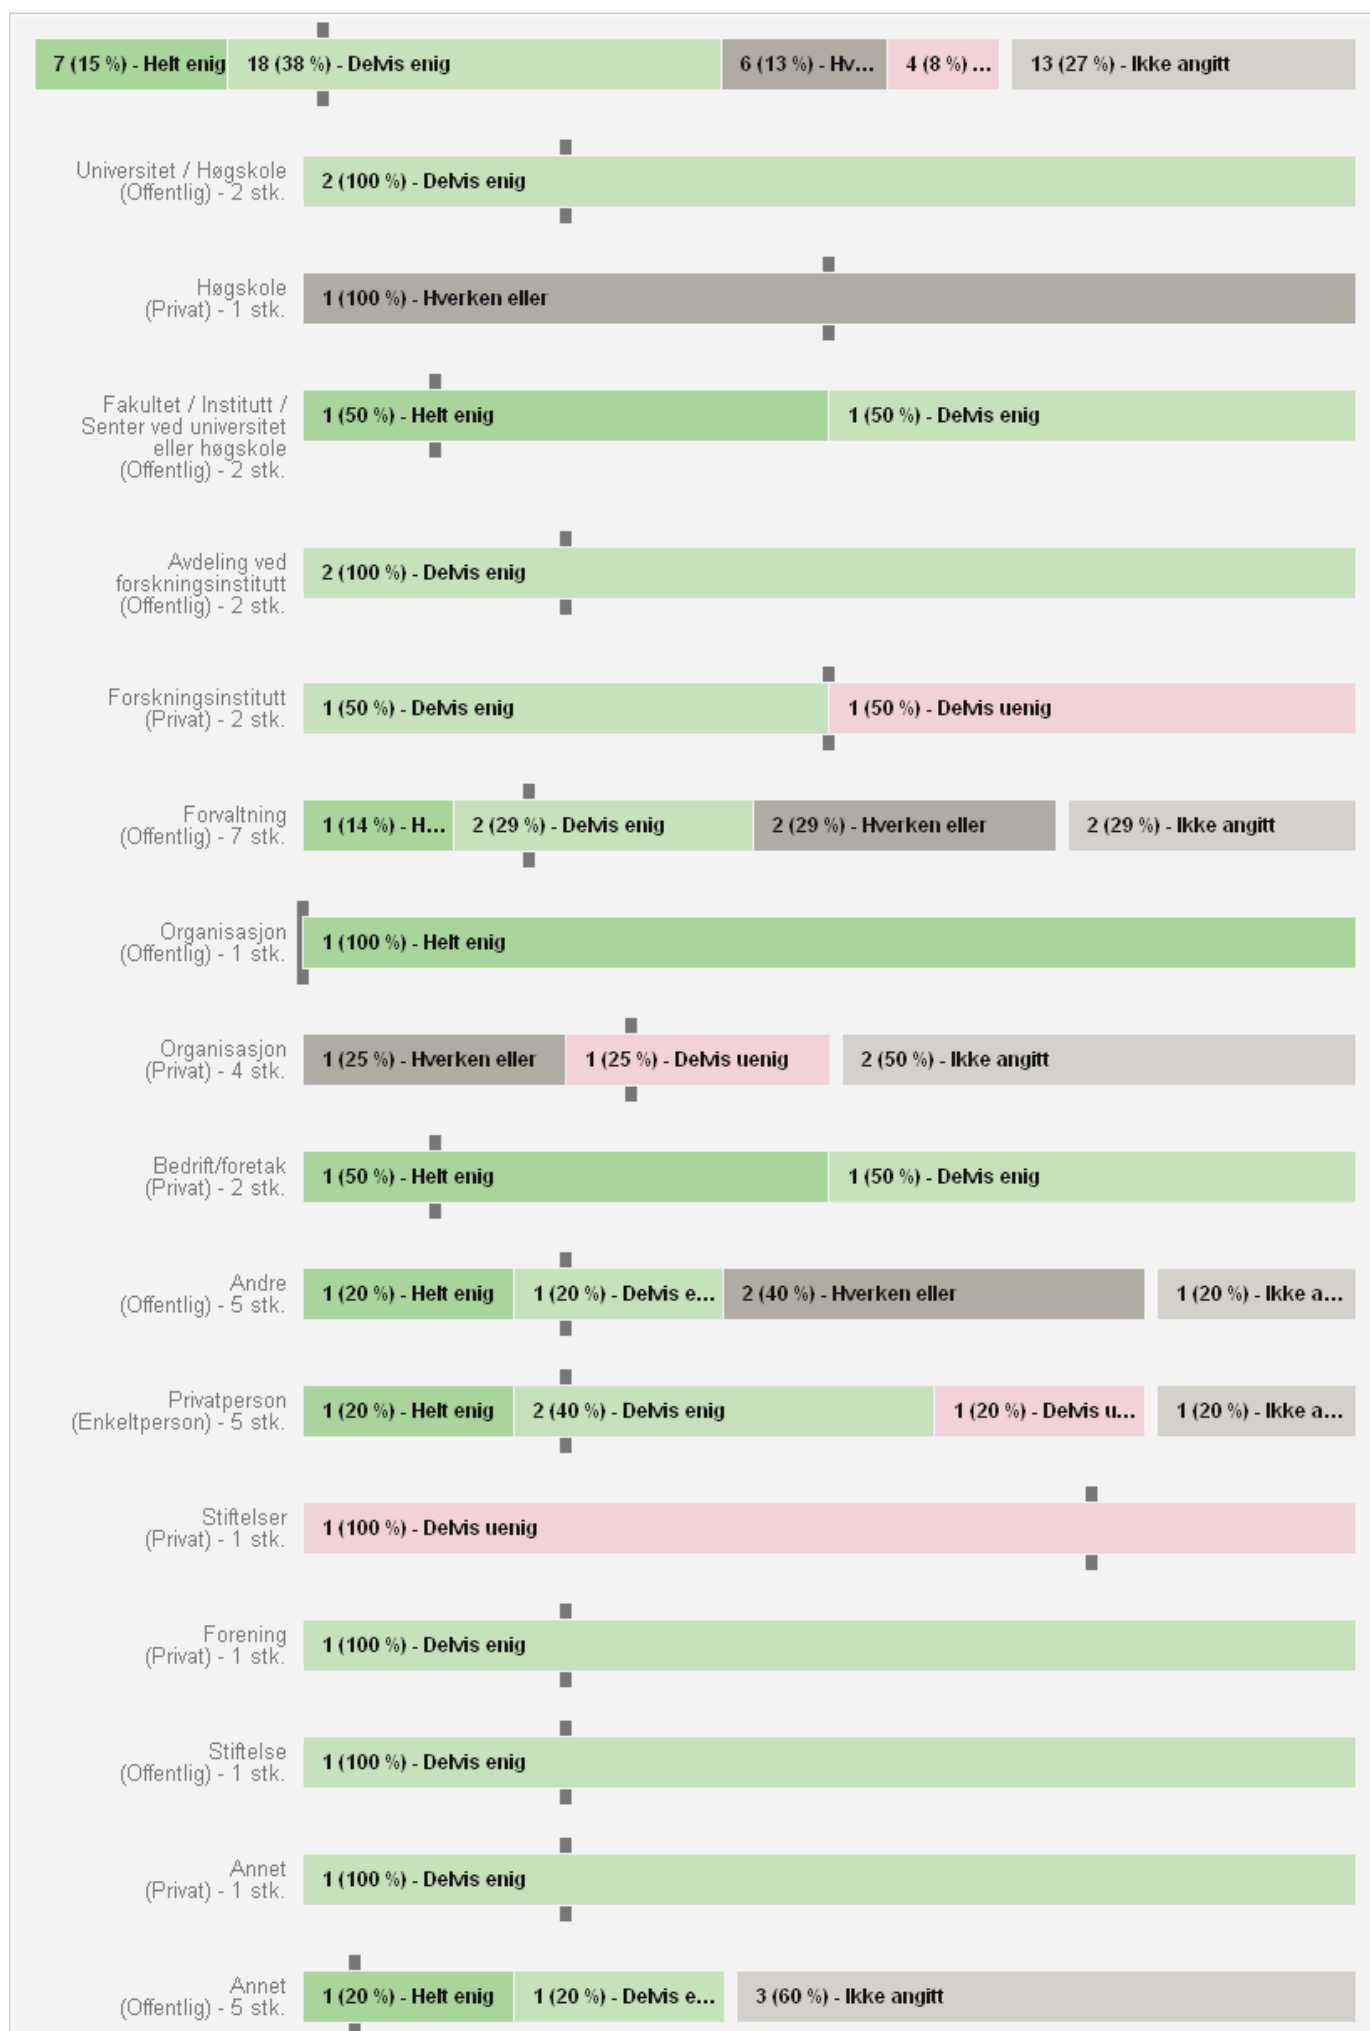 7 (15 %) - Helt enig 18 (38 %) - Delvis enig 6 (13 %) - Hv... 4 (8 %) ... 13 (27 %) - Ikke angitt
Universitet / Høgskole
(Offentlig) - 2 stk.
2 (100 %) - Delvis enig
Høgskole
(Privat) - 1 stk.
1 (100 %) - Hverken eller
Fakultet / Institutt /
Senter ved universitet
eller høgskole
(Offentlig) - 2 stk.
1 (50 %) - Helt enig 1 (50 %) - Delvis enig
Avdeling ved
forskningsinstitutt
(Offentlig) - 2 stk.
2 (100 %) - Delvis enig
Forskningsinstitutt
(Privat) - 2 stk.
1 (50 %) - Delvis enig 1 (50 %) - Delvis uenig
Forvaltning
(Offentlig) - 7 stk.
1 (14 %) - H... 2 (29 %) - Delvis enig 2 (29 %) - Hverken eller 2 (29 %) - Ikke angitt
Organisasjon
(Offentlig) - 1 stk.
1 (100 %) - Helt enig
Organisasjon
(Privat) - 4 stk.
1 (25 %) - Hverken eller 1 (25 %) - Delvis uenig 2 (50 %) - Ikke angitt
Bedrift/foretak
(Privat) - 2 stk.
1 (50 %) - Helt enig 1 (50 %) - Delvis enig
Andre
(Offentlig) - 5 stk.
1 (20 %) - Helt enig 1 (20 %) - Delvis e... 2 (40 %) - Hverken eller 1 (20 %) - Ikke a...
Privatperson
(Enkeltperson) - 5 stk.
1 (20 %) - Helt enig 2 (40 %) - Delvis enig 1 (20 %) - Delvis u... 1 (20 %) - Ikke a...
Stiftelser
(Privat) - 1 stk.
1 (100 %) - Delvis uenig
Forening
(Privat) - 1 stk.
1 (100 %) - Delvis enig
Stiftelse
(Offentlig) - 1 stk.
1 (100 %) - Delvis enig
Annet
(Privat) - 1 stk.
1 (100 %) - Delvis enig
Annet
(Offentlig) - 5 stk.
1 (20 %) - Helt enig 1 (20 %) - Delvis e... 3 (60 %) - Ikke angitt